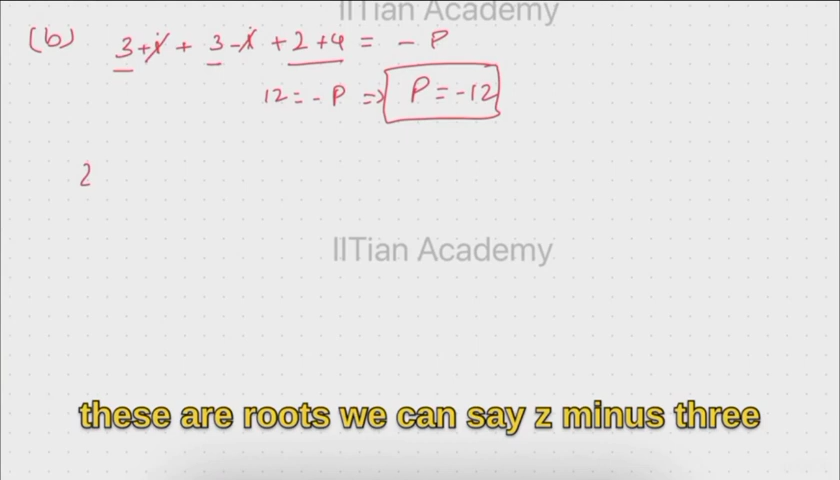 IITian Academy
(b) 3+i + 3-i + 2+4 = - P
12 = - P ⇒ P = -12
2
IITian Academy
these are roots we can say z minus three